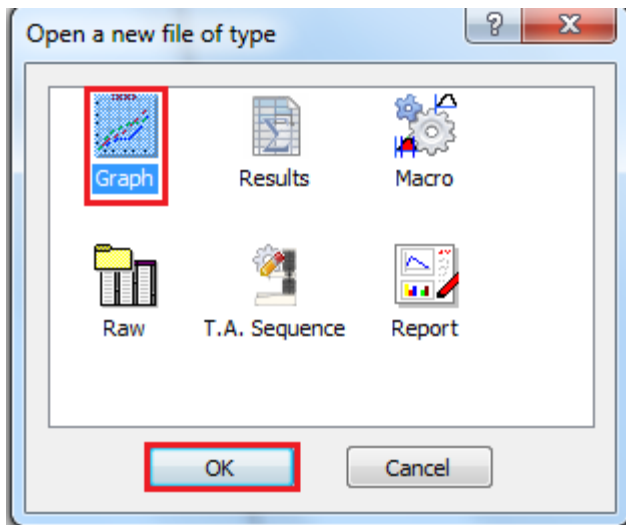 Open a new file of type
Graph Results Macro
Raw T.A. Sequence Report
OK Cancel